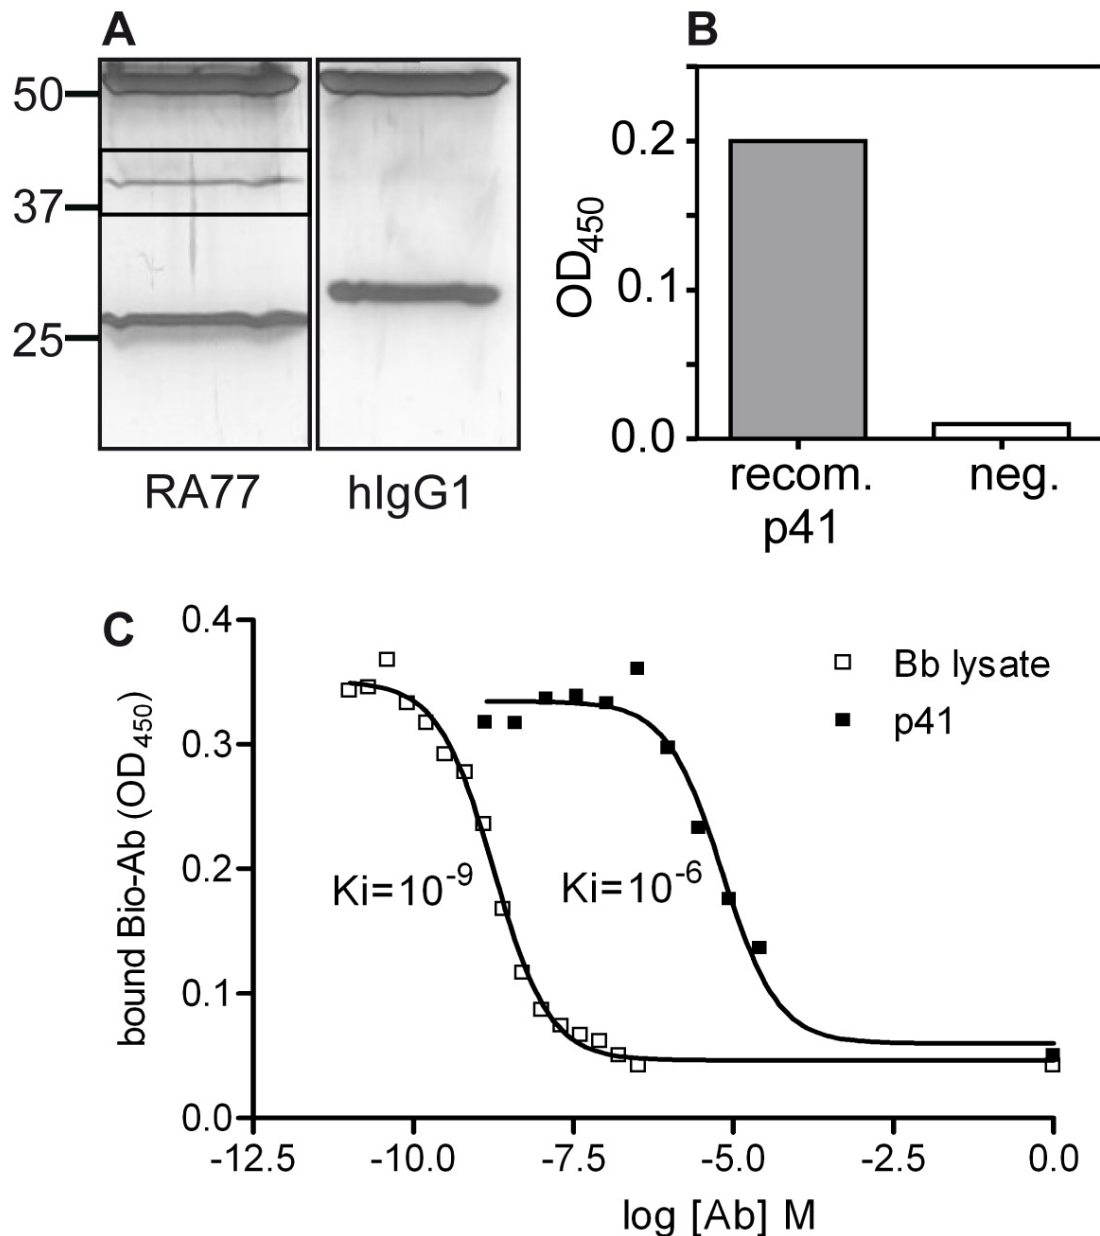 A
50
37
25
RA77
hIgG1
B
OD450
0.2
0.1
0.0
recom.
p41
neg.
C
bound Bio-Ab (OD450)
0.4
0.3
0.2
0.1
0.0
Bb lysate
p41
Ki=10-9
Ki=10-6
-12.5
-10.0
-7.5
-5.0
-2.5
0.0
log [Ab] M